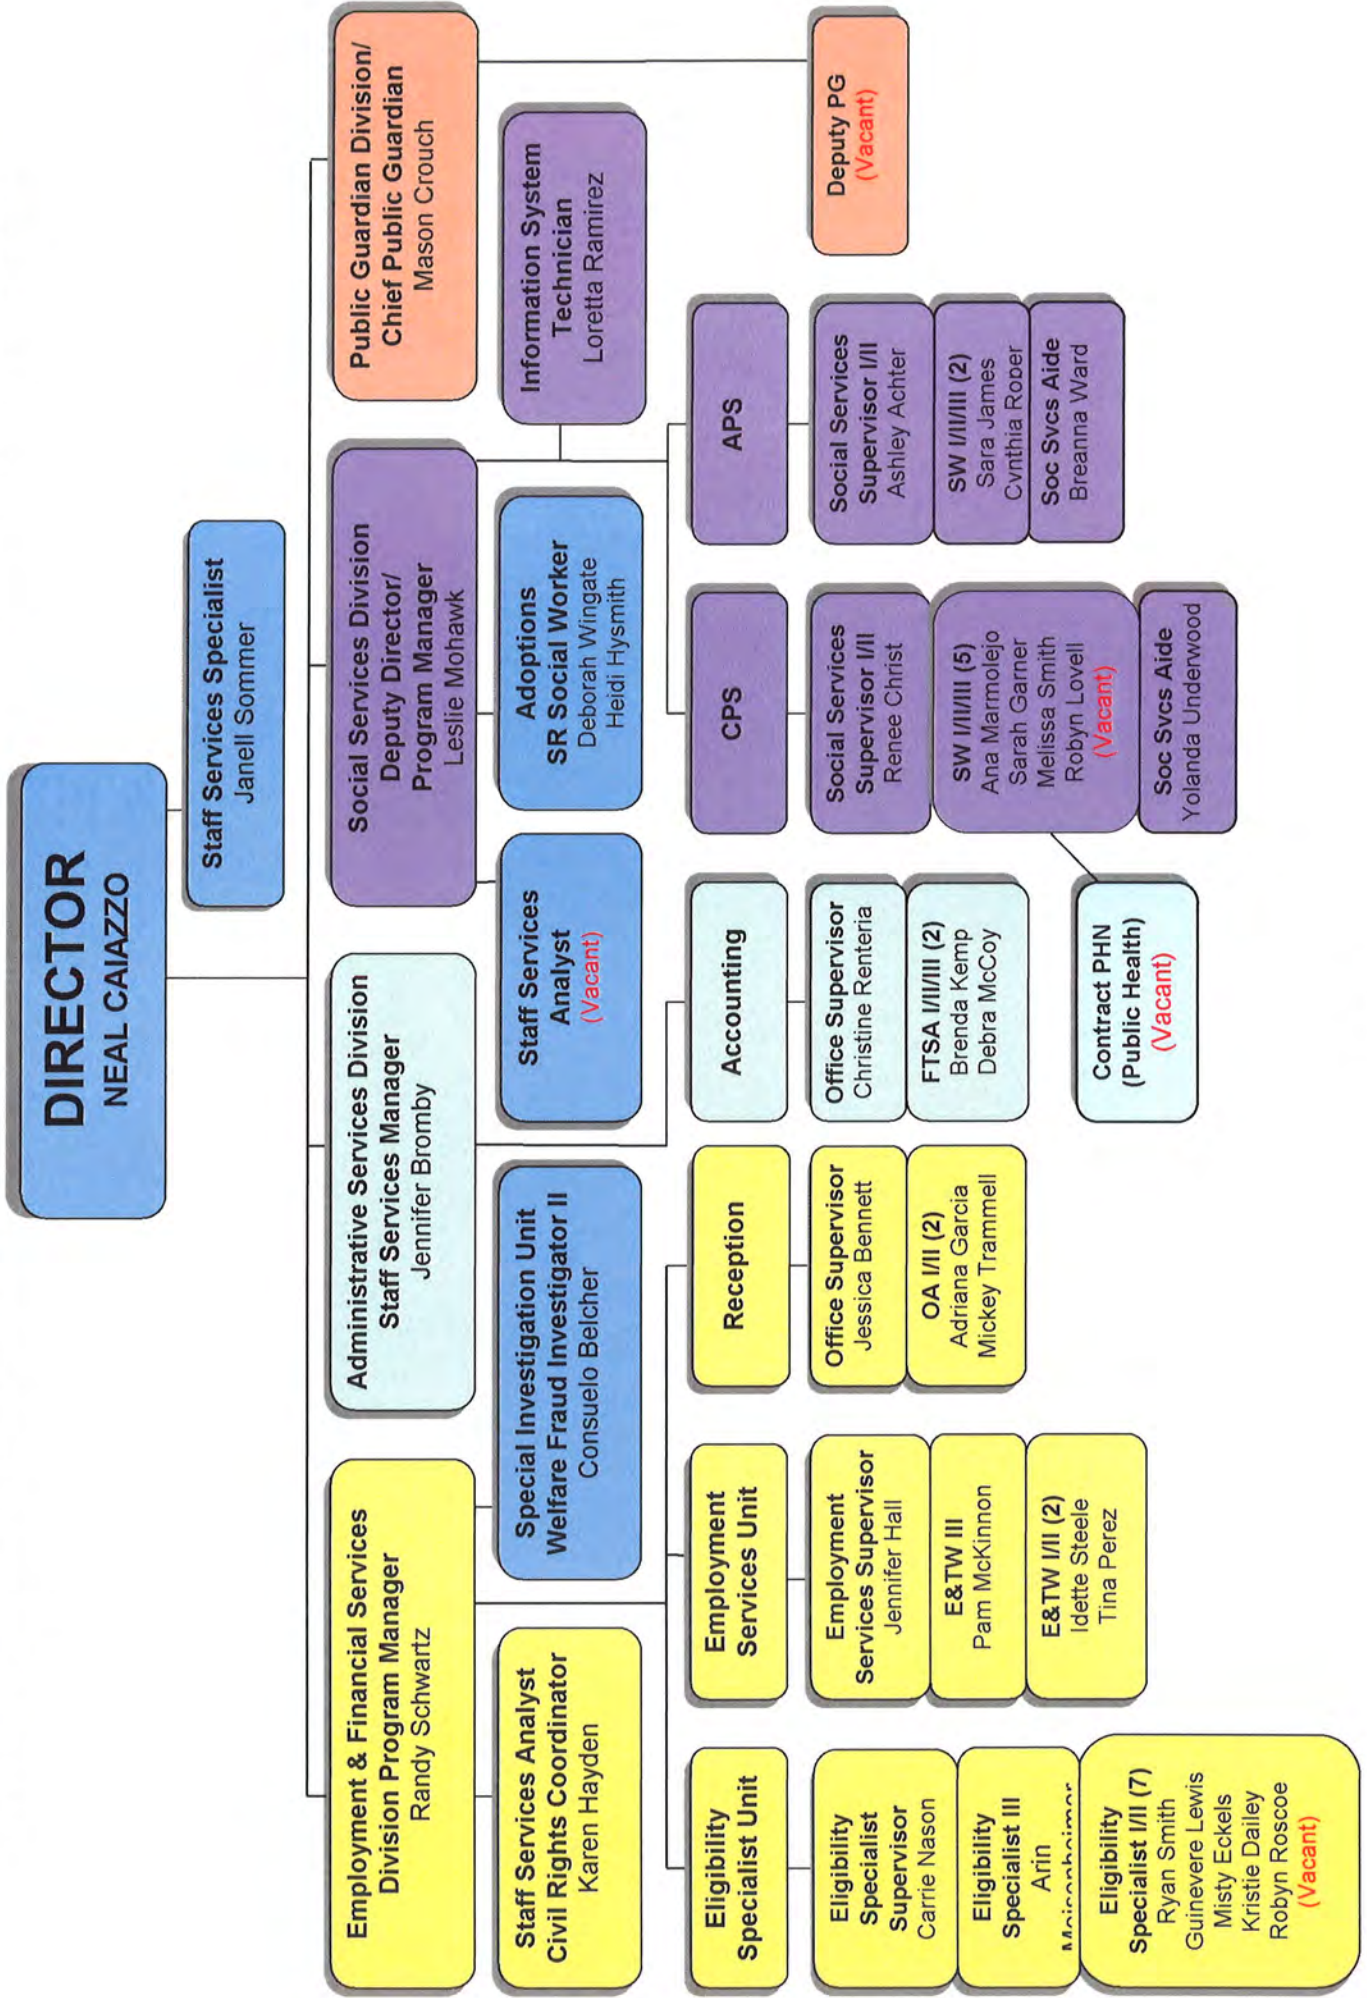 DIRECTOR
NEAL CAIAZZO
Staff Services Specialist
Janell Sommer
Employment & Financial Services
Division Program Manager
Randy Schwartz
Administrative Services Division
Staff Services Manager
Jennifer Bromby
Social Services Division
Deputy Director/
Program Manager
Leslie Mohawk
Public Guardian Division/
Chief Public Guardian
Mason Crouch
Staff Services Analyst
Civil Rights Coordinator
Karen Hayden
Special Investigation Unit
Welfare Fraud Investigator II
Consuelo Belcher
Staff Services
Analyst
(Vacant)
Adoptions
SR Social Worker
Deborah Wingate
Heidi Hysmith
Information System
Technician
Loretta Ramirez
Eligibility
Specialist Unit
Eligibility
Specialist
Supervisor
Carrie Nason
Eligibility
Specialist III
Arin
Eligibility
Specialist I/II (7)
Ryan Smith
Guinevere Lewis
Misty Eckels
Kristie Dailey
Robyn Roscoe
(Vacant)
Employment
Services Unit
Employment
Services Supervisor
Jennifer Hall
E&TW III
Pam McKinnon
E&TW I/II (2)
Idette Steele
Tina Perez
Reception
Office Supervisor
Jessica Bennett
OA I/II (2)
Adriana Garcia
Mickey Trammell
Accounting
Office Supervisor
Christine Renteria
FTSA I/II/III (2)
Brenda Kemp
Debra McCoy
Contract PHN
(Public Health)
(Vacant)
CPS
Social Services
Supervisor I/II
Renee Christ
SW I/II/III (5)
Ana Marmolejo
Sarah Garner
Melissa Smith
Robyn Lovell
(Vacant)
Soc Svcs Aide
Yolanda Underwood
APS
Social Services
Supervisor I/II
Ashley Achter
SW I/II/III (2)
Sara James
Cynthia Roper
Soc Svcs Aide
Breanna Ward
Deputy PG
(Vacant)